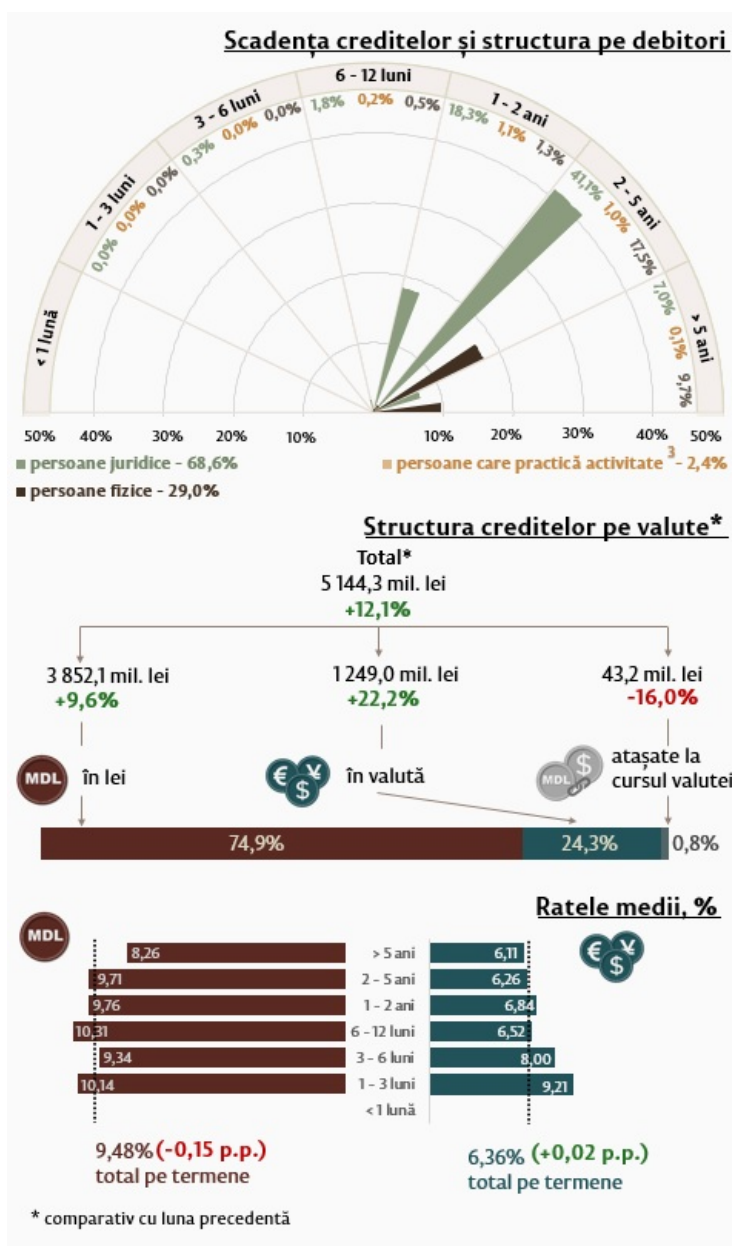 Scadența creditelor și structura pe debitori
< 1 lună
1 - 3 luni
3 - 6 luni
6 - 12 luni
1 - 2 ani
2 - 5 ani
> 5 ani
0,0% 0,0% 0,0%
0,3% 0,0% 0,0%
1,8% 0,2% 0,5%
18,3% 1,1% 1,3%
41,1% 1,0% 17,5%
7,0% 0,1% 9,7%
50% 40% 30% 20% 10% 10% 20% 30% 40% 50%
persoane juridice - 68,6%
persoane care practică activitate 3 - 2,4%
persoane fizice - 29,0%
Structura creditelor pe valute*
Total*
5 144,3 mil. lei
+12,1%
3 852,1 mil. lei
+9,6%
1 249,0 mil. lei
+22,2%
43,2 mil. lei
-16,0%
MDL
în lei
€ ¥ $
în valută
MDL $
atașate la
cursul valutei
74,9% 24,3% 0,8%
Ratele medii, %
MDL
€ ¥ $
8,26 > 5 ani 6,11
9,71 2 - 5 ani 6,26
9,76 1 - 2 ani 6,84
10,31 6 - 12 luni 6,52
9,34 3 - 6 luni 8,00
10,14 1 - 3 luni 9,21
< 1 lună
9,48% (-0,15 p.p.)
total pe termene
6,36% (+0,02 p.p.)
total pe termene
* comparativ cu luna precedentă